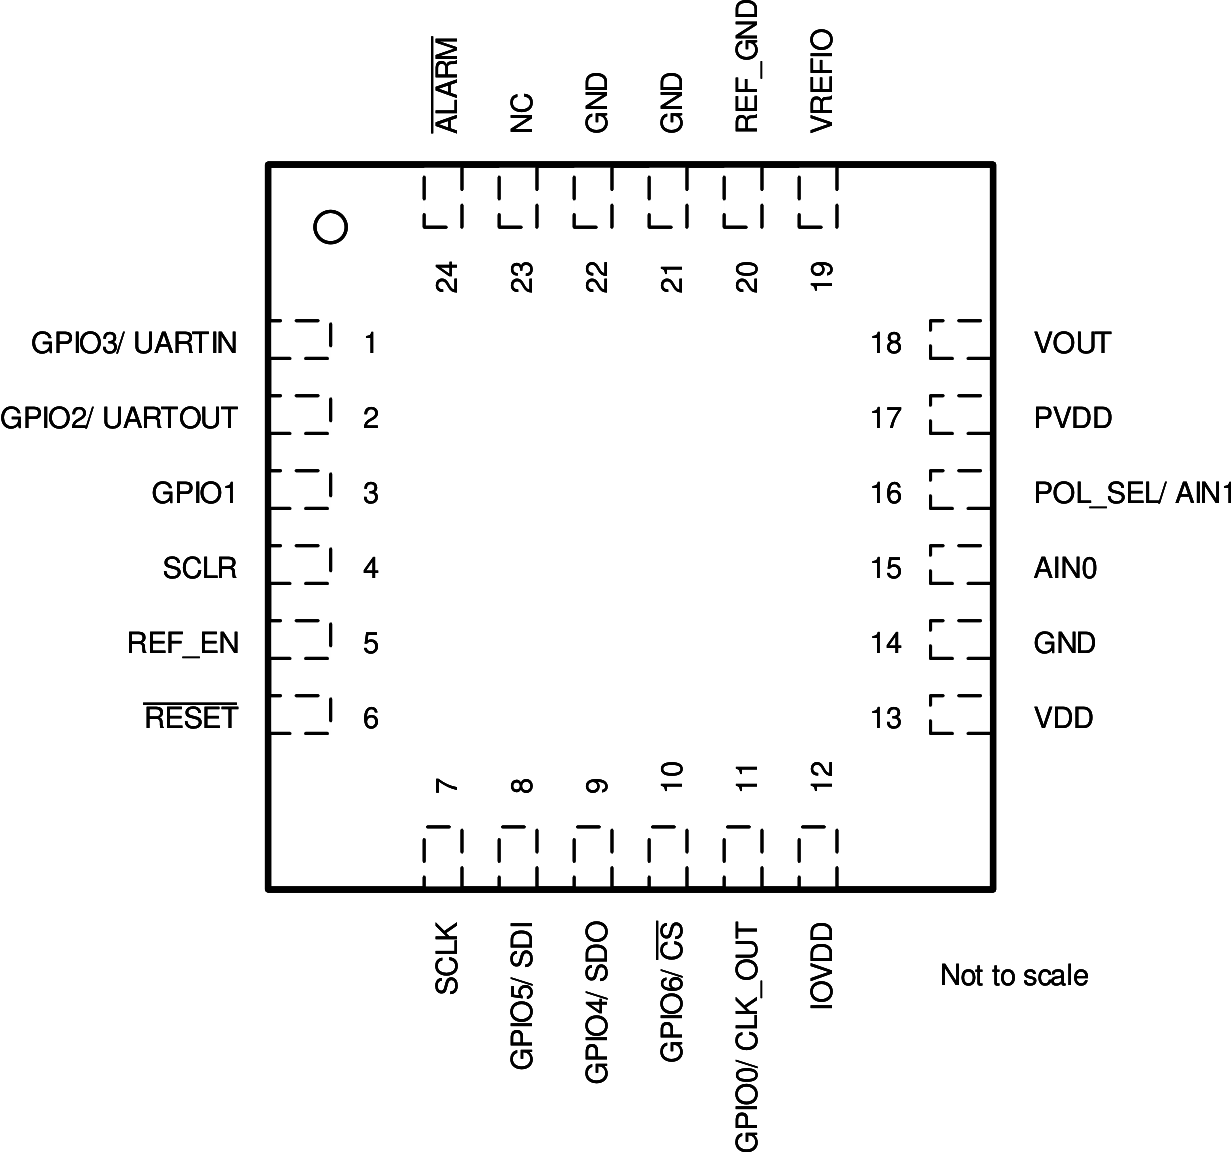 ALARM
NC
GND
GND
REF_GND
VREFIO
24
23
22
21
20
19
GPIO3/ UARTIN 1
GPIO2/ UARTOUT 2
GPIO1 3
SCLR 4
REF_EN 5
RESET 6
18 VOUT
17 PVDD
16 POL_SEL/ AIN1
15 AIN0
14 GND
13 VDD
7
8
9
10
11
12
SCLK
GPIO5/ SDI
GPIO4/ SDO
GPIO6/ CS
GPIO0/ CLK_OUT
IOVDD
Not to scale